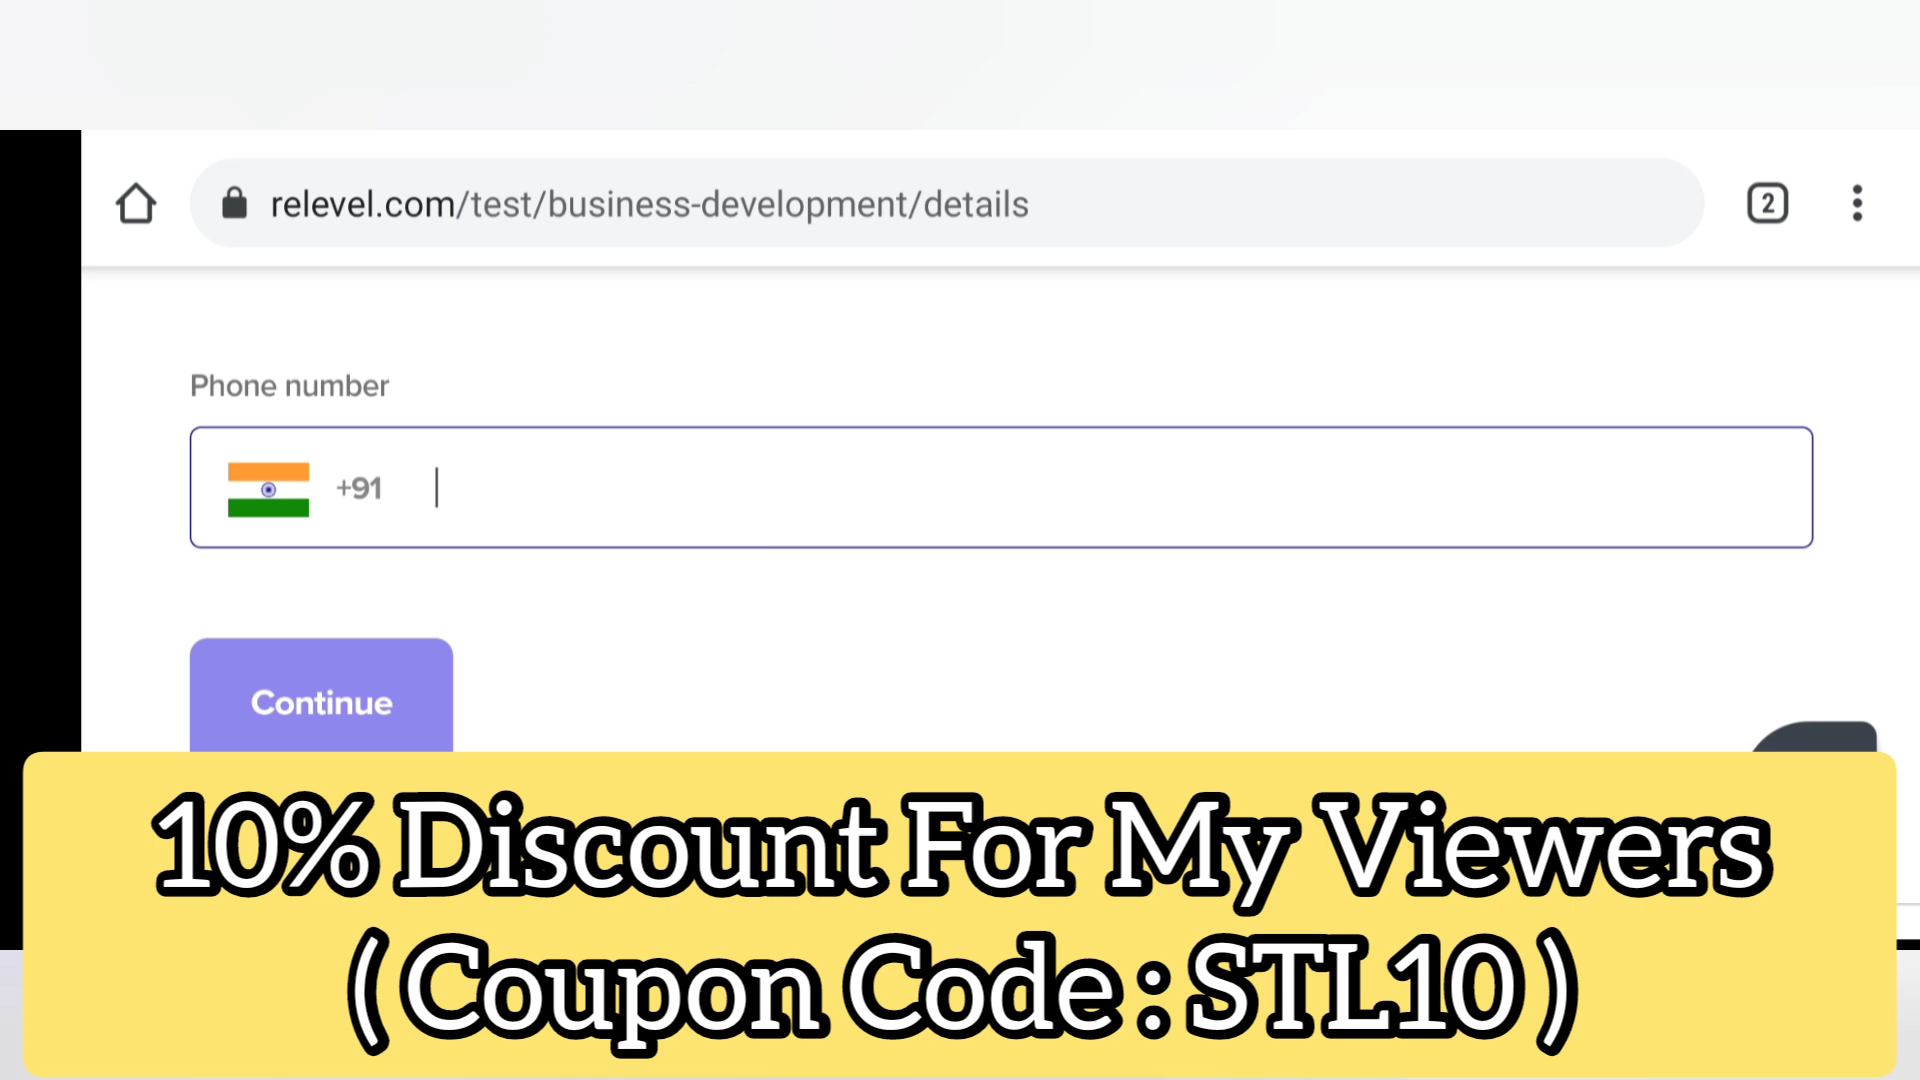 relevel.com/test/business-development/details
2
Phone number
+91
Continue
10% Discount For My Viewers
( Coupon Code : STL10 )